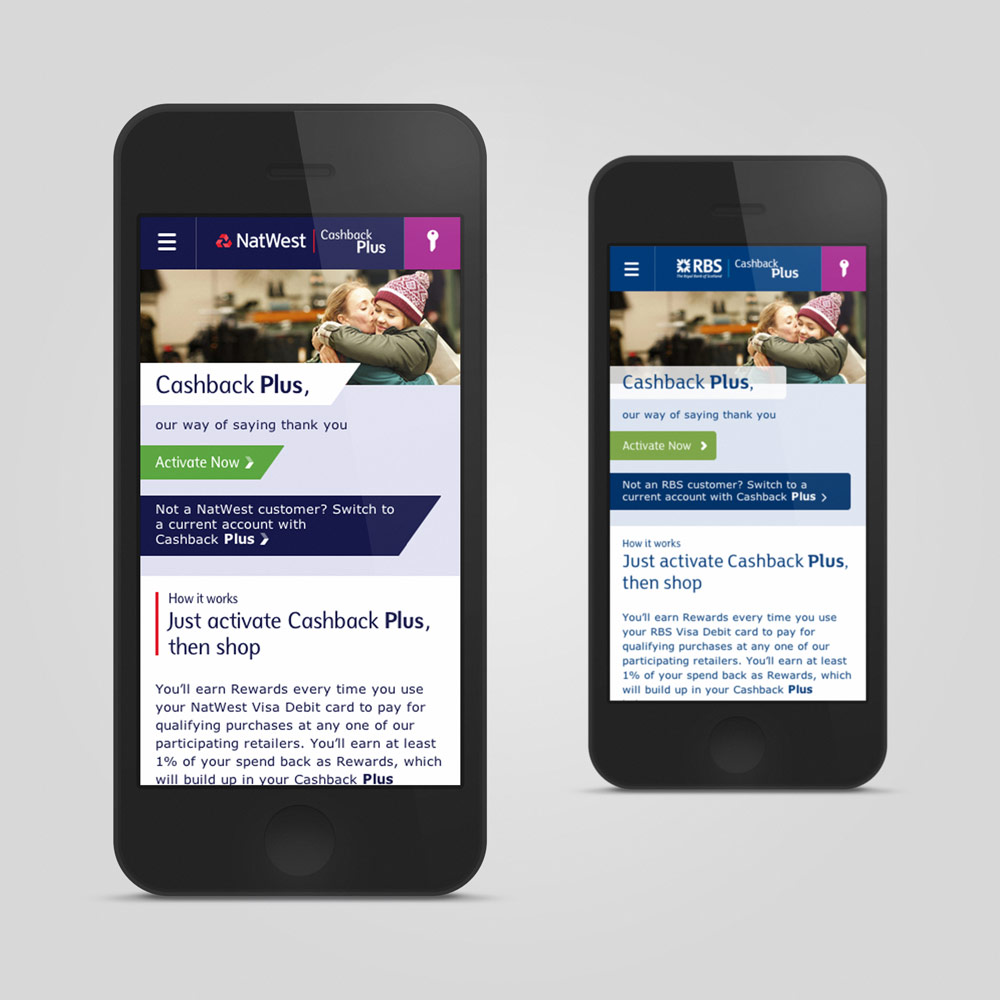 NatWest
Cashback
Plus
Cashback Plus,
our way of saying thank you
Activate Now
Not a NatWest customer? Switch to
a current account with
Cashback Plus
How it works
Just activate Cashback Plus,
then shop
You'll earn Rewards every time you use
your NatWest Visa Debit card to pay for
qualifying purchases at any one of our
participating retailers. You'll earn at least
1% of your spend back as Rewards, which
will build up in your Cashback Plus
RBS
The Royal Bank of Scotland
Cashback
Plus
Cashback Plus,
our way of saying thank you
Activate Now
Not an RBS customer? Switch to a
current account with Cashback Plus
How it works
Just activate Cashback Plus,
then shop
You'll earn Rewards every time you use
your RBS Visa Debit card to pay for
qualifying purchases at any one of our
participating retailers. You'll earn at least
1% of your spend back as Rewards, which
will build up in your Cashback Plus